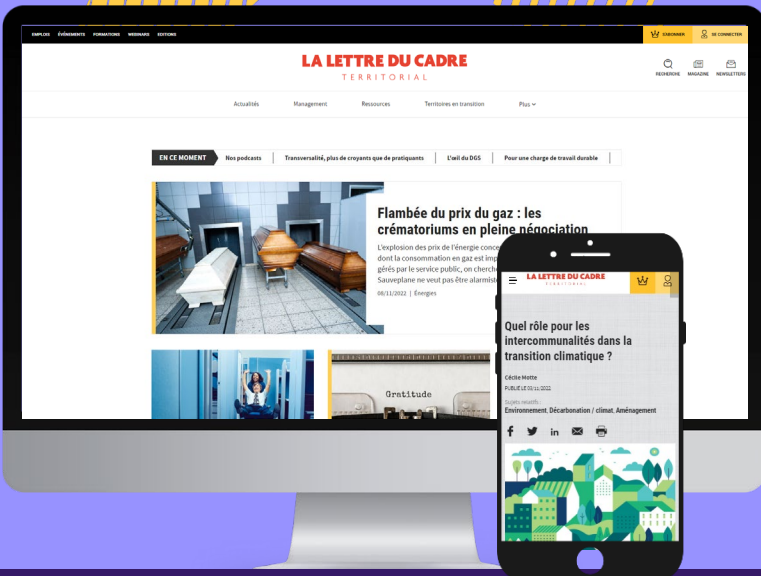 EMPLOIS ÉVÉNEMENTS FORMATIONS WEBINARS EDITIONS
S'ABONNER SE CONNECTER
LA LETTRE DU CADRE
TERRITORIAL
RECHERCHE MAGAZINE NEWSLETTERS
Actualités Management Ressources Territoires en transition Plus
EN CE MOMENT Nos podcasts Transversalité, plus de croyants que de pratiquants L'œil du DGS Pour une charge de travail durable
Flambée du prix du gaz : les
crématoriums en pleine négociation
L'explosion des prix de l'énergie conce
dont la consommation en gaz est imp
gérés par le service public, on cherch
Sauveplane ne veut pas être alarmist
08/11/2022 | Énergies
Gratitude
LA LETTRE DU CADRE
TERRITORIAL
Quel rôle pour les
intercommunalités dans la
transition climatique ?
Cécile Motte
PUBLIÉ LE 03/11/2022
Sujets relatifs :
Environnement, Décarbonation / climat, Aménagement